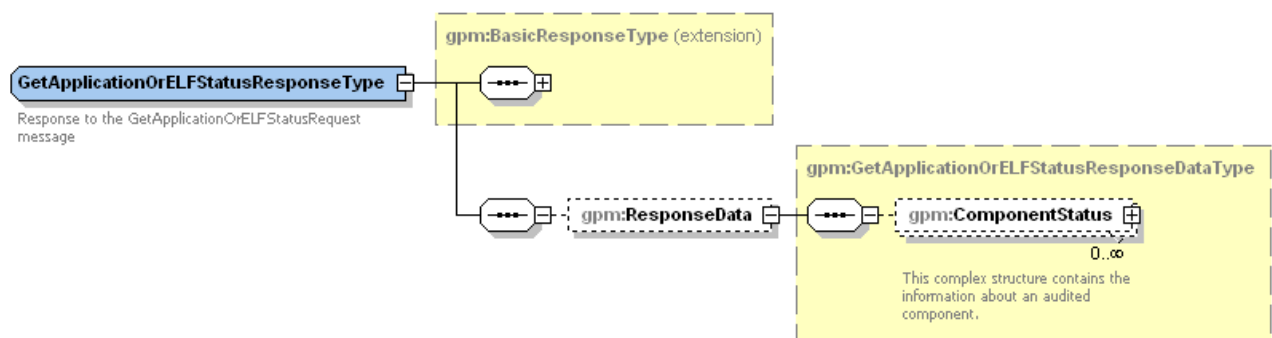 gpm:BasicResponseType (extension)
GetApplicationOrELFStatusResponseType
Response to the GetApplicationOrELFStatusRequest
message
gpm:GetApplicationOrELFStatusResponseDataType
gpm:ResponseData
gpm:ComponentStatus
0..∞
This complex structure contains the
information about an audited
component.